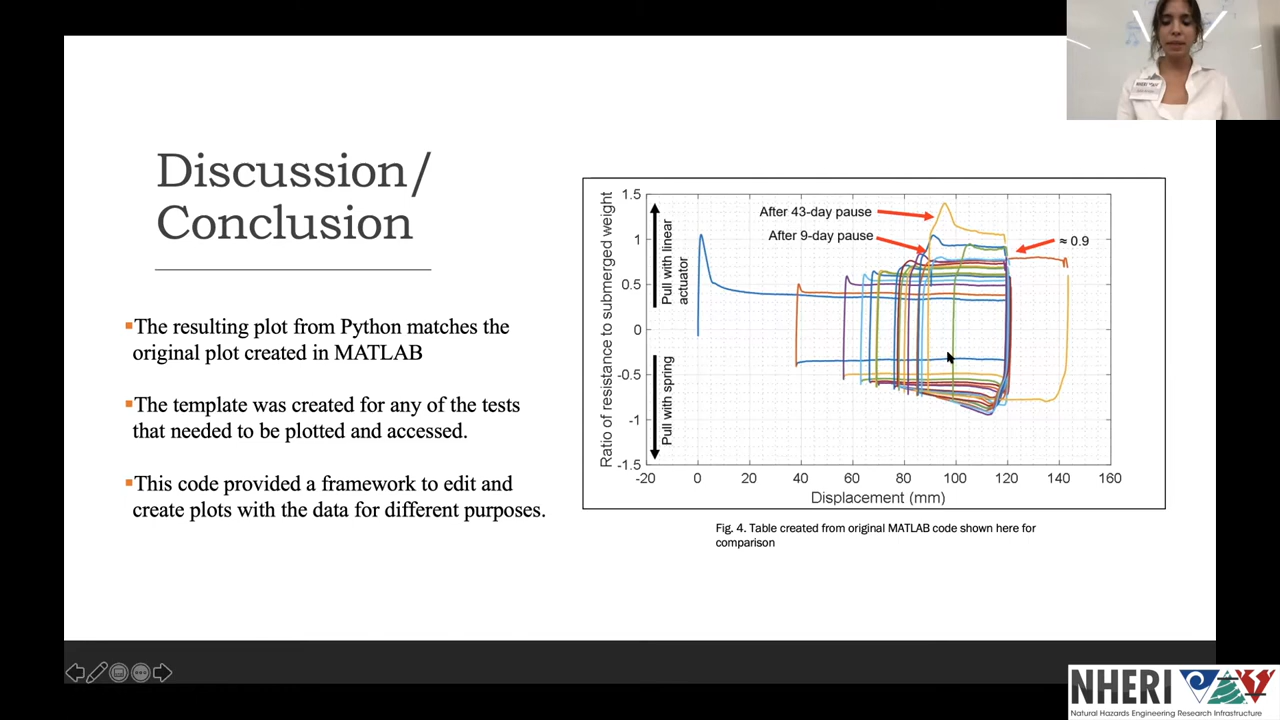 Discussion/
Conclusion
▪The resulting plot from Python matches the
original plot created in MATLAB
▪The template was created for any of the tests
that needed to be plotted and accessed.
▪This code provided a framework to edit and
create plots with the data for different purposes.
Ratio of resistance to submerged weight
1.5
1
0.5
0
-0.5
-1
-1.5
Pull with linear
actuator
Pull with spring
After 43-day pause
After 9-day pause
≈ 0.9
-20 0 20 40 60 80 100 120 140 160
Displacement (mm)
Fig. 4. Table created from original MATLAB code shown here for
comparison
NHERI
Natural Hazards Engineering Research Infrastructure